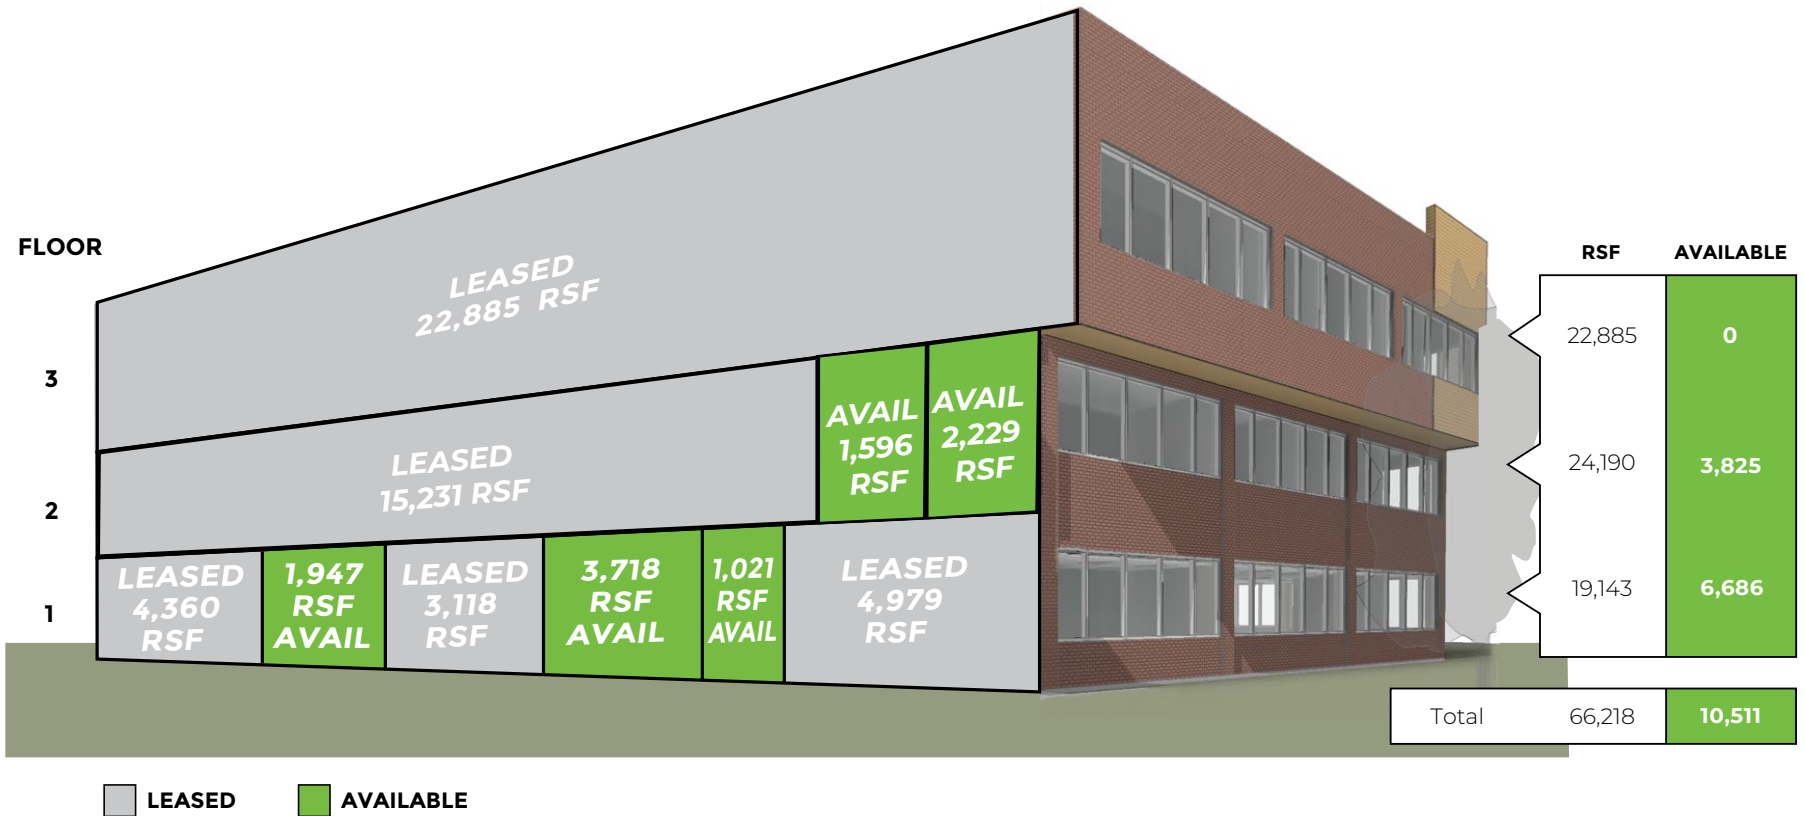 FLOOR
3
2
1
LEASED
22,885 RSF
LEASED
15,231 RSF
AVAIL
1,596
RSF
AVAIL
2,229
RSF
LEASED
4,360
RSF
1,947
RSF
AVAIL
LEASED
3,118
RSF
3,718
RSF
AVAIL
1,021
RSF
AVAIL
LEASED
4,979
RSF
RSF AVAILABLE
22,885 0
24,190 3,825
19,143 6,686
Total 66,218 10,511
LEASED AVAILABLE